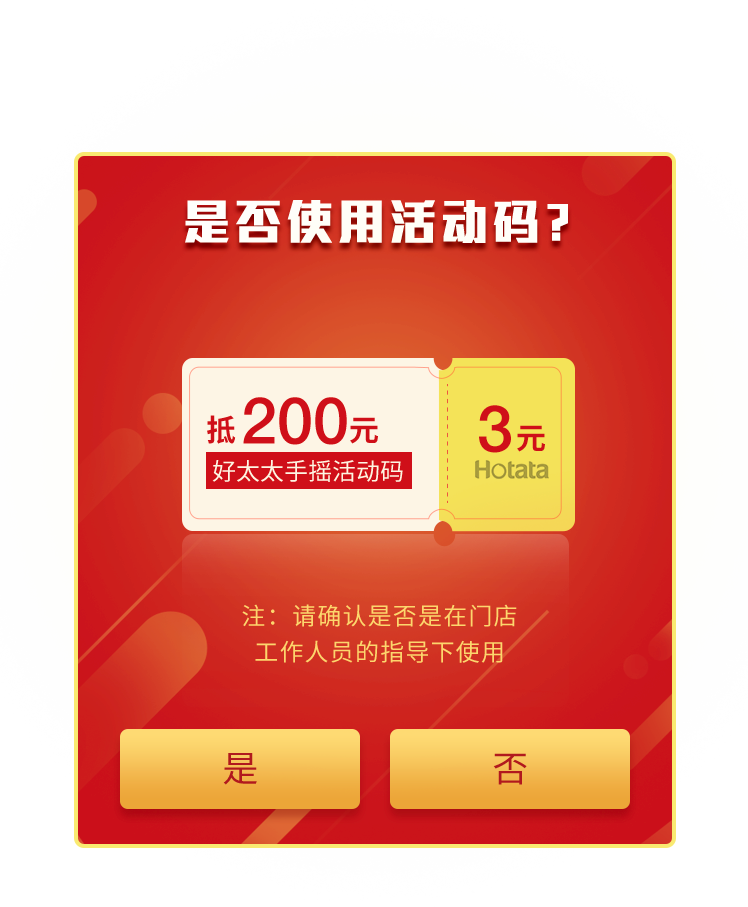 是否使用活动码?
抵200元
好太太手摇活动码
3元
Hotata
注：请确认是否是在门店
工作人员的指导下使用
是
否